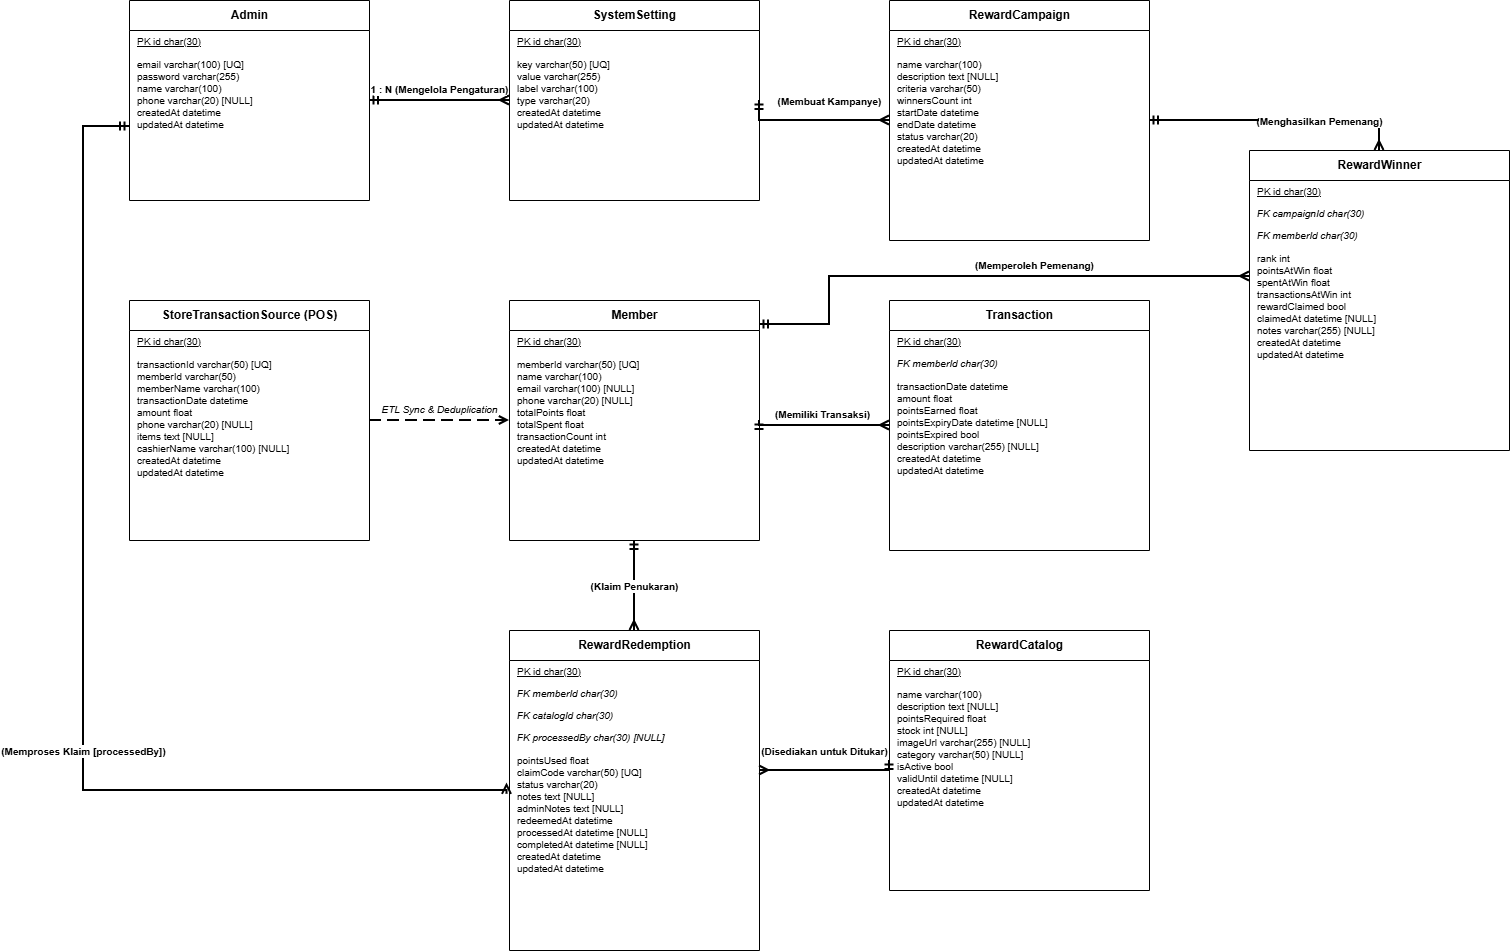 Admin
PK id char(30)
email varchar(100) [UQ]
password varchar(255)
name varchar(100)
phone varchar(20) [NULL]
createdAt datetime
updatedAt datetime
1 : N (Mengelola Pengaturan)
SystemSetting
PK id char(30)
key varchar(50) [UQ]
value varchar(255)
label varchar(100)
type varchar(20)
createdAt datetime
updatedAt datetime
(Membuat Kampanye)
RewardCampaign
PK id char(30)
name varchar(100)
description text [NULL]
criteria varchar(50)
winnersCount int
startDate datetime
endDate datetime
status varchar(20)
createdAt datetime
updatedAt datetime
(Menghasilkan Pemenang)
RewardWinner
PK id char(30)
FK campaignId char(30)
FK memberId char(30)
rank int
pointsAtWin float
spentAtWin float
transactionsAtWin int
rewardClaimed bool
claimedAt datetime [NULL]
notes varchar(255) [NULL]
createdAt datetime
updatedAt datetime
(Memperoleh Pemenang)
StoreTransactionSource (POS)
PK id char(30)
transactionId varchar(50) [UQ]
memberId varchar(50)
memberName varchar(100)
transactionDate datetime
amount float
phone varchar(20) [NULL]
items text [NULL]
cashierName varchar(100) [NULL]
createdAt datetime
updatedAt datetime
ETL Sync & Deduplication
Member
PK id char(30)
memberId varchar(50) [UQ]
name varchar(100)
email varchar(100) [NULL]
phone varchar(20) [NULL]
totalPoints float
totalSpent float
transactionCount int
createdAt datetime
updatedAt datetime
(Memiliki Transaksi)
Transaction
PK id char(30)
FK memberId char(30)
transactionDate datetime
amount float
pointsEarned float
pointsExpiryDate datetime [NULL]
pointsExpired bool
description varchar(255) [NULL]
createdAt datetime
updatedAt datetime
(Klaim Penukaran)
(Memproses Klaim [processedBy])
RewardRedemption
PK id char(30)
FK memberId char(30)
FK catalogId char(30)
FK processedBy char(30) [NULL]
pointsUsed float
claimCode varchar(50) [UQ]
status varchar(20)
notes text [NULL]
adminNotes text [NULL]
redeemedAt datetime
processedAt datetime [NULL]
completedAt datetime [NULL]
createdAt datetime
updatedAt datetime
(Disediakan untuk Ditukar)
RewardCatalog
PK id char(30)
name varchar(100)
description text [NULL]
pointsRequired float
stock int [NULL]
imageUrl varchar(255) [NULL]
category varchar(50) [NULL]
isActive bool
validUntil datetime [NULL]
createdAt datetime
updatedAt datetime